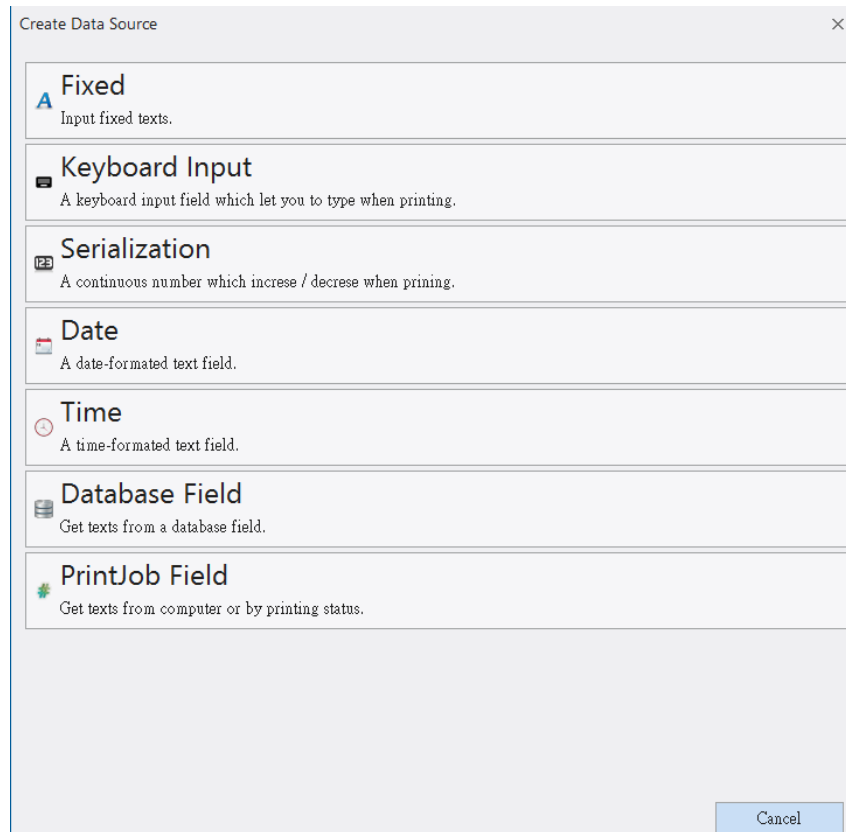 Create Data Source
Fixed
Input fixed texts.
Keyboard Input
A keyboard input field which let you to type when printing.
123
Serialization
A continuous number which increse / decrese when prining.
Date
A date-formated text field.
Time
A time-formated text field.
Database Field
Get texts from a database field.
PrintJob Field
Get texts from computer or by printing status.
Cancel